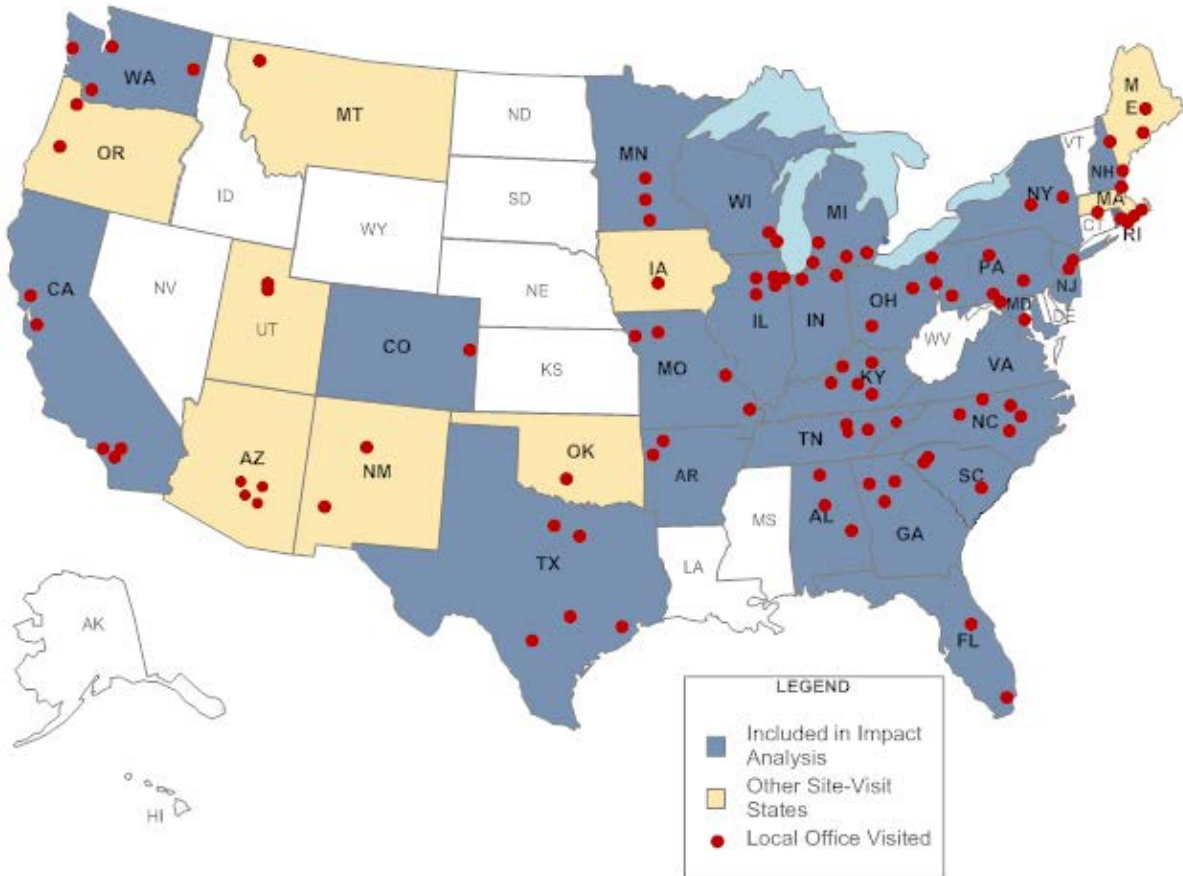 WA
MT
ND
MN
OR
ID
SD
WI
MI
WY
M
E
VT
NH
NY
MA
CT
RI
CA
NV
UT
NE
IA
PA
NJ
CO
KS
MO
IL
IN
OH
MD
DE
WV
VA
KY
AZ
NM
OK
AR
TN
NC
SC
TX
LA
MS
AL
GA
FL
AK
HI
LEGEND
Included in Impact
Analysis
Other Site-Visit
States
Local Office Visited